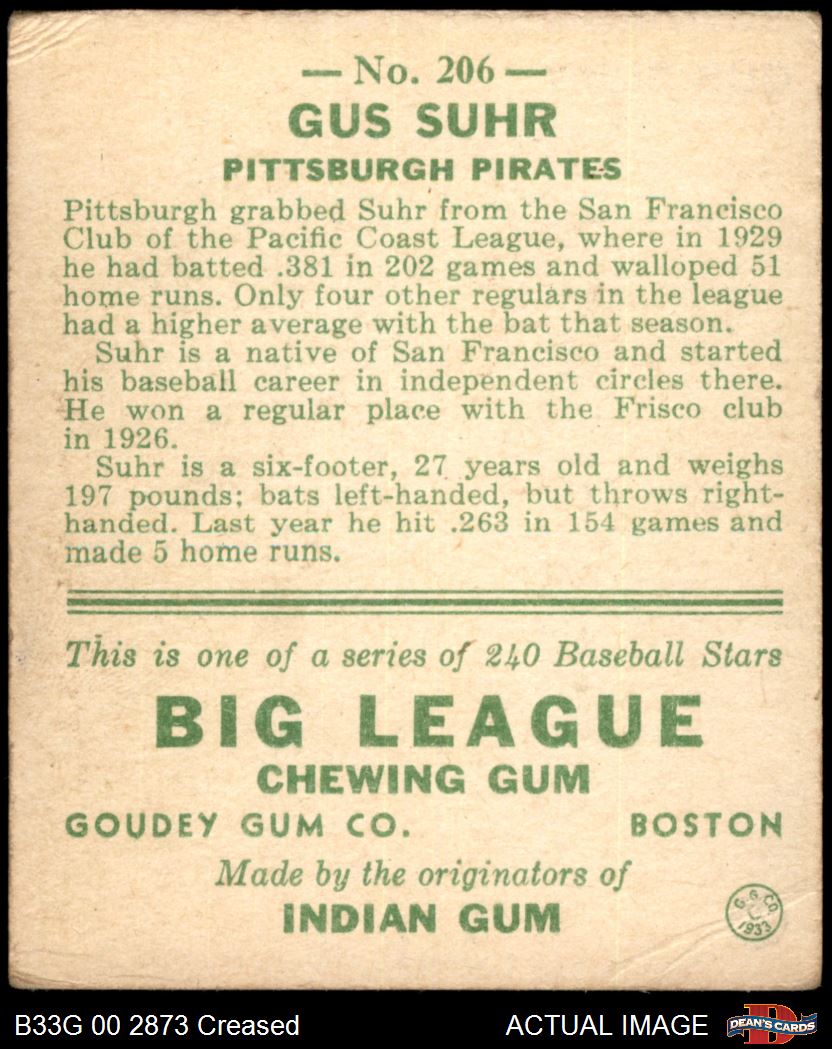 — No. 206 —
GUS SUHR
PITTSBURGH PIRATES
Pittsburgh grabbed Suhr from the San Francisco
Club of the Pacific Coast League, where in 1929
he had batted .381 in 202 games and walloped 51
home runs. Only four other regulars in the league
had a higher average with the bat that season.
Suhr is a native of San Francisco and started
his baseball career in independent circles there.
He won a regular place with the Frisco club
in 1926.
Suhr is a six-footer, 27 years old and weighs
197 pounds; bats left-handed, but throws right-
handed. Last year he hit .263 in 154 games and
made 5 home runs.
This is one of a series of 240 Baseball Stars
BIG LEAGUE
CHEWING GUM
GOUDEY GUM CO. BOSTON
Made by the originators of
INDIAN GUM
G. G. CO.
1933
B33G 00 2873 Creased ACTUAL IMAGE D DEAN'S CARDS